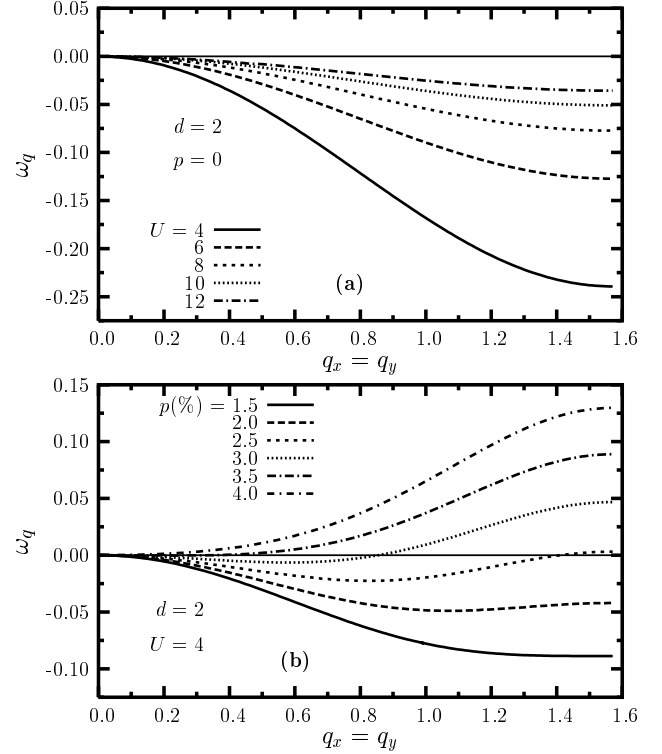 0.05
0.00
-0.05
-0.10
-0.15
-0.20
-0.25
ω_q
d = 2
p = 0
U = 4
6
8
10
12
(a)
0.0 0.2 0.4 0.6 0.8 1.0 1.2 1.4 1.6
q_x = q_y
0.15
0.10
0.05
0.00
-0.05
-0.10
ω_q
p(%) = 1.5
2.0
2.5
3.0
3.5
4.0
d = 2
U = 4
(b)
0.0 0.2 0.4 0.6 0.8 1.0 1.2 1.4 1.6
q_x = q_y